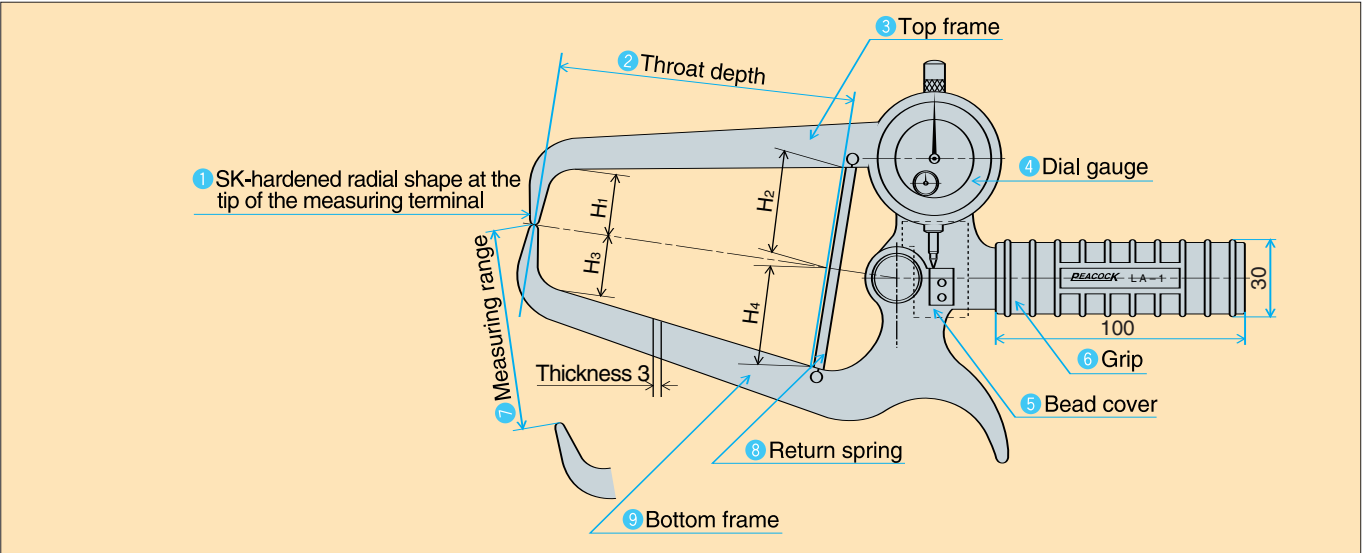 3 Top frame
2 Throat depth
4 Dial gauge
1 SK-hardened radial shape at the
tip of the measuring terminal
H1
H2
H3
H4
7 Measuring range
PEACOCK LA-1
30
100
6 Grip
Thickness 3
5 Bead cover
8 Return spring
9 Bottom frame